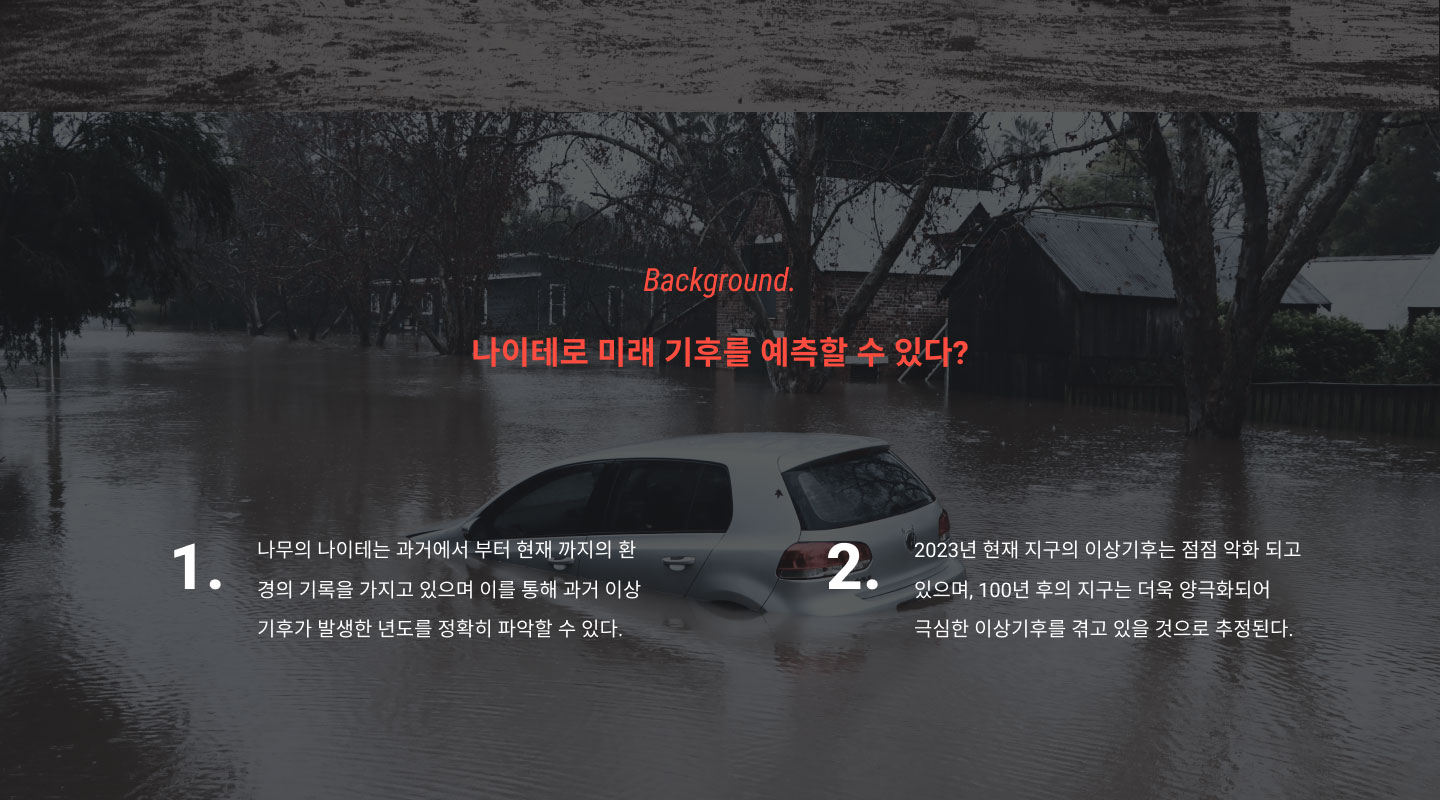 Background.
나이테로 미래 기후를 예측할 수 있다?
1.
나무의 나이테는 과거에서 부터 현재 까지의 환
경의 기록을 가지고 있으며 이를 통해 과거 이상
기후가 발생한 년도를 정확히 파악할 수 있다.
2.
2023년 현재 지구의 이상기후는 점점 악화 되고
있으며, 100년 후의 지구는 더욱 양극화되어
극심한 이상기후를 겪고 있을 것으로 추정된다.